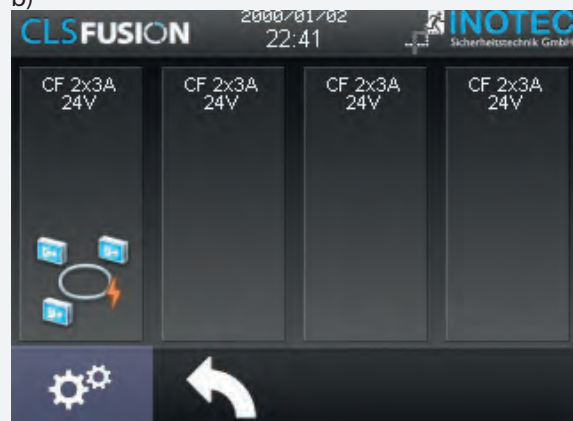 b)
CLSFUSION
2000/01/02
22:41
INOTEC
Sicherheitstechnik GmbH
CF 2x3A
24V
CF 2x3A
24V
CF 2x3A
24V
CF 2x3A
24V